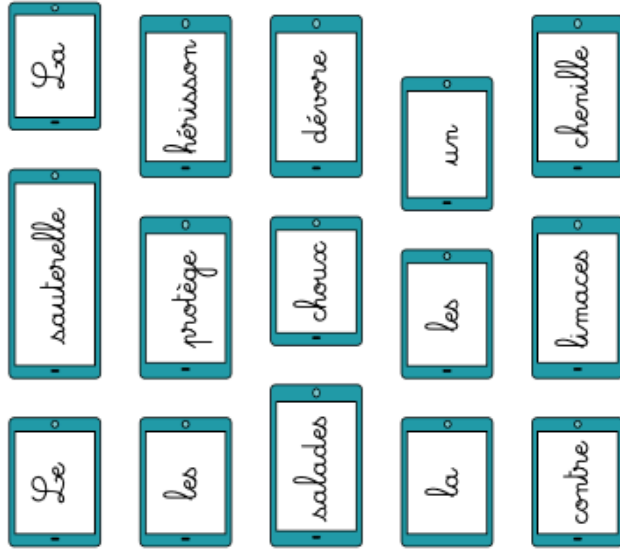 Le sauterelle La
les protège hérisson
salades choux dévore
la les un
contre limaces chenille